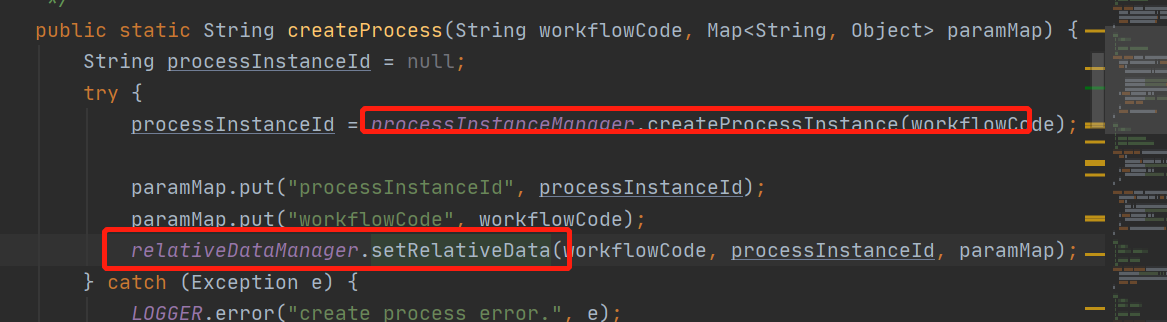 */
public static String createProcess(String workflowCode, Map<String, Object> paramMap) {
String processInstanceId = null;
try {
processInstanceId = processInstanceManager.createProcessInstance(workflowCode);
paramMap.put("processInstanceId", processInstanceId);
paramMap.put("workflowCode", workflowCode);
relativeDataManager.setRelativeData(workflowCode, processInstanceId, paramMap);
} catch (Exception e) {
LOGGER.error("create process error.", e);